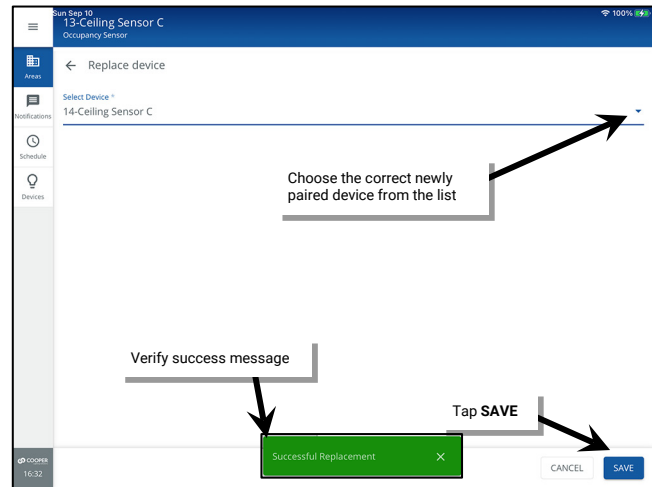 Sun Sep 10
100%
13-Ceiling Sensor C
Occupancy Sensor
Areas
Replace device
Notifications
Select Device *
14-Ceiling Sensor C
Schedule
Devices
Choose the correct newly
paired device from the list
Verify success message
Tap SAVE
Successful Replacement
CANCEL
SAVE
COOPER
16:32